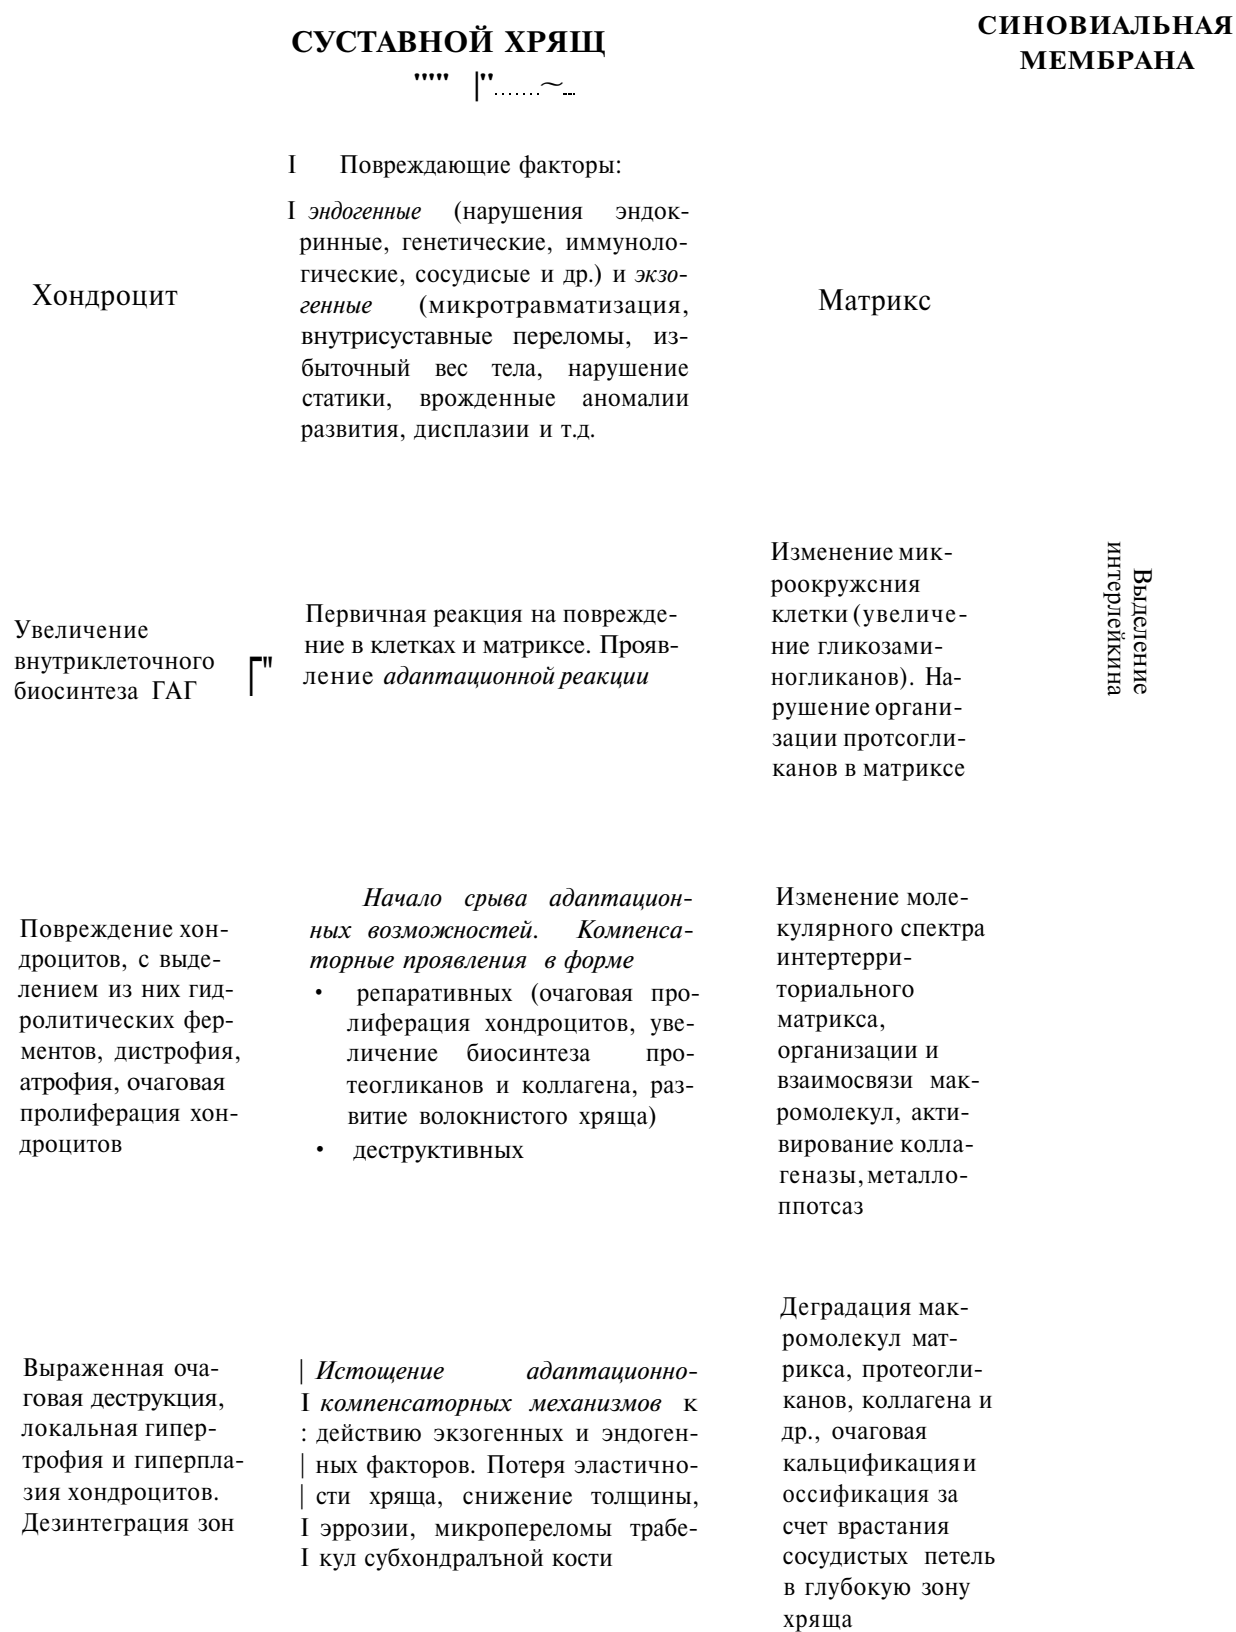 СУСТАВНОЙ ХРЯЩ
СИНОВИАЛЬНАЯ
МЕМБРАНА
""' |".......~...
I Повреждающие факторы:
I эндогенные (нарушения эндок-
ринные, генетические, иммуноло-
гические, сосудисые и др.) и экзо-
генные (микротравматизация,
внутрисуставные переломы, из-
быточный вес тела, нарушение
статики, врожденные аномалии
развития, дисплазии и т.д.
Хондроцит
Матрикс
Увеличение
внутриклеточного
биосинтеза ГАГ
Г"
Первичная реакция на поврежде-
ние в клетках и матриксе. Прояв-
ление адаптационной реакции
Изменение мик-
роокружсния
клетки (увеличе-
ние гликозами-
ногликанов). На-
рушение органи-
зации протсогли-
канов в матриксе
Выделение
интерлейкина
Повреждение хон-
дроцитов, с выде-
лением из них гид-
ролитических фер-
ментов, дистрофия,
атрофия, очаговая
пролиферация хон-
дроцитов
Начало срыва адаптацион-
ных возможностей. Компенса-
торные проявления в форме
• репаративных (очаговая про-
лиферация хондроцитов, уве-
личение биосинтеза про-
теогликанов и коллагена, раз-
витие волокнистого хряща)
• деструктивных
Изменение моле-
кулярного спектра
интертерри-
ториального
матрикса,
организации и
взаимосвязи мак-
ромолекул, акти-
вирование колла-
геназы, металло-
ппотсаз
Выраженная оча-
говая деструкция,
локальная гипер-
трофия и гиперпла-
зия хондроцитов.
Дезинтеграция зон
| Истощение адаптационно-
I компенсаторных механизмов к
: действию экзогенных и эндоген-
| ных факторов. Потеря эластично-
| сти хряща, снижение толщины,
I эррозии, микропереломы трабе-
I кул субхондралъной кости
Деградация мак-
ромолекул мат-
рикса, протеогли-
канов, коллагена и
др., очаговая
кальцификация и
оссификация за
счет врастания
сосудистых петель
в глубокую зону
хряща